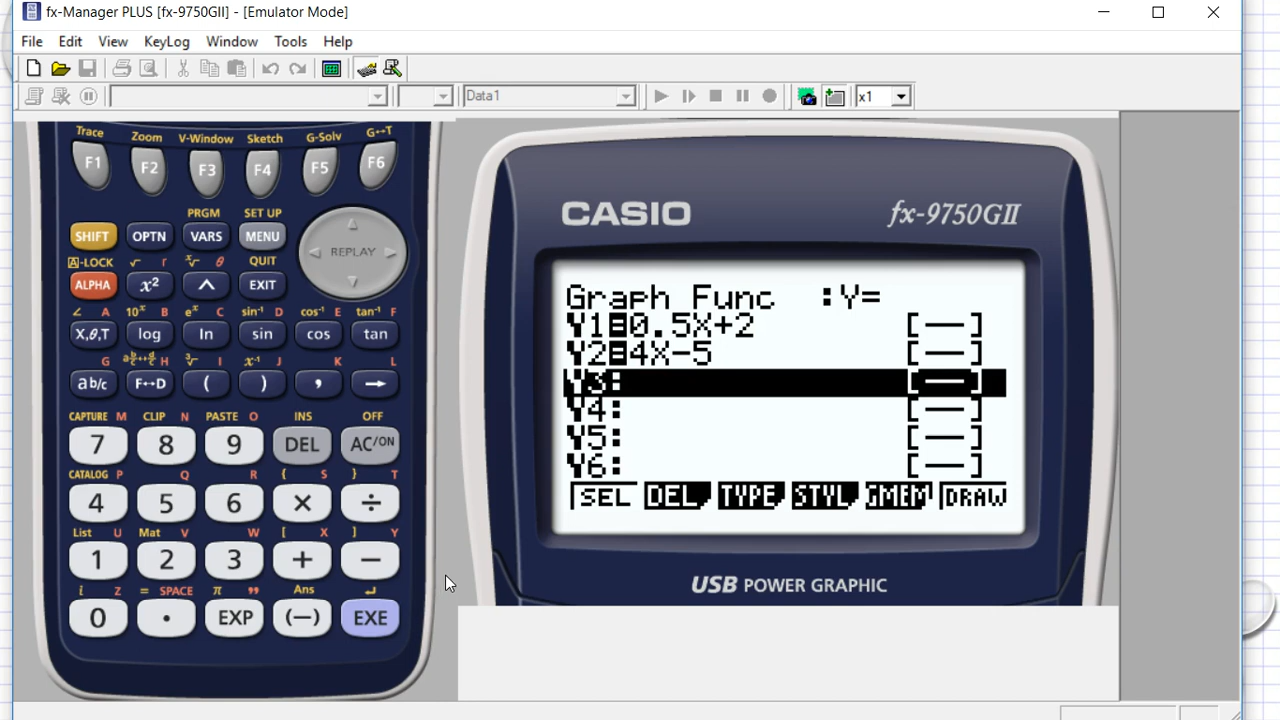 fx-Manager PLUS [fx-9750GII] - [Emulator Mode]
File Edit View KeyLog Window Tools Help
Data1 x1
Trace Zoom V-Window Sketch G-Solv G↔T
F1 F2 F3 F4 F5 F6
PRGM SET UP
SHIFT OPTN VARS MENU REPLAY
A-LOCK √ r ˣ√ θ QUIT
ALPHA x² ^ EXIT
∠ A 10ˣ B eˣ C sin⁻¹ D cos⁻¹ E tan⁻¹ F
X,θ,T log ln sin cos tan
G H ³√ I x⁻¹ J K L
ab/c F↔D ( ) , →
CAPTURE M CLIP N PASTE O INS OFF
7 8 9 DEL AC/ON
CATALOG P Q R { S } T
4 5 6 × ÷
List U Mat V W [ X ] Y
1 2 3 + −
i Z = SPACE π " Ans ↵
0 . EXP (−) EXE
CASIO fx-9750GII
Graph Func :Y=
Y1=0.5X+2 [—]
Y2=4X−5 [—]
Y3: [—]
Y4: [—]
Y5: [—]
Y6: [—]
SEL DEL TYPE STYL GMEM DRAW
USB POWER GRAPHIC